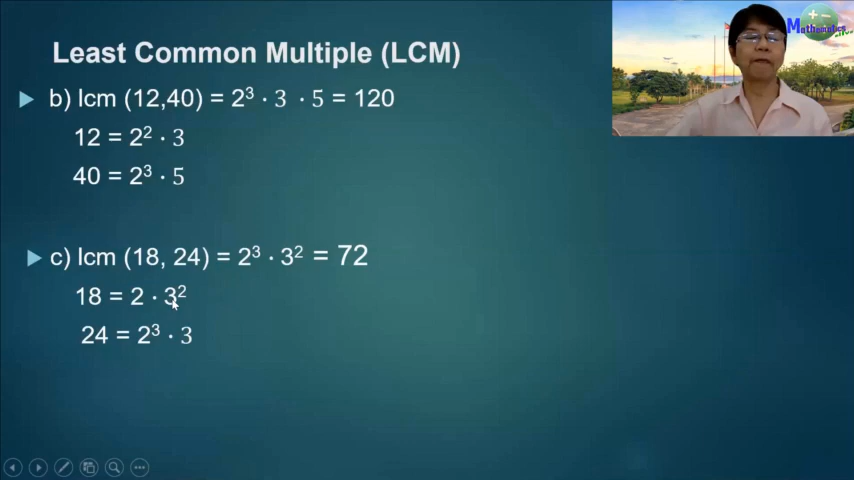 Least Common Multiple (LCM)
b) lcm (12,40) = 2³ · 3 · 5 = 120
12 = 2² · 3
40 = 2³ · 5
c) lcm (18, 24) = 2³ · 3² = 72
18 = 2 · 3²
24 = 2³ · 3
Mathematics